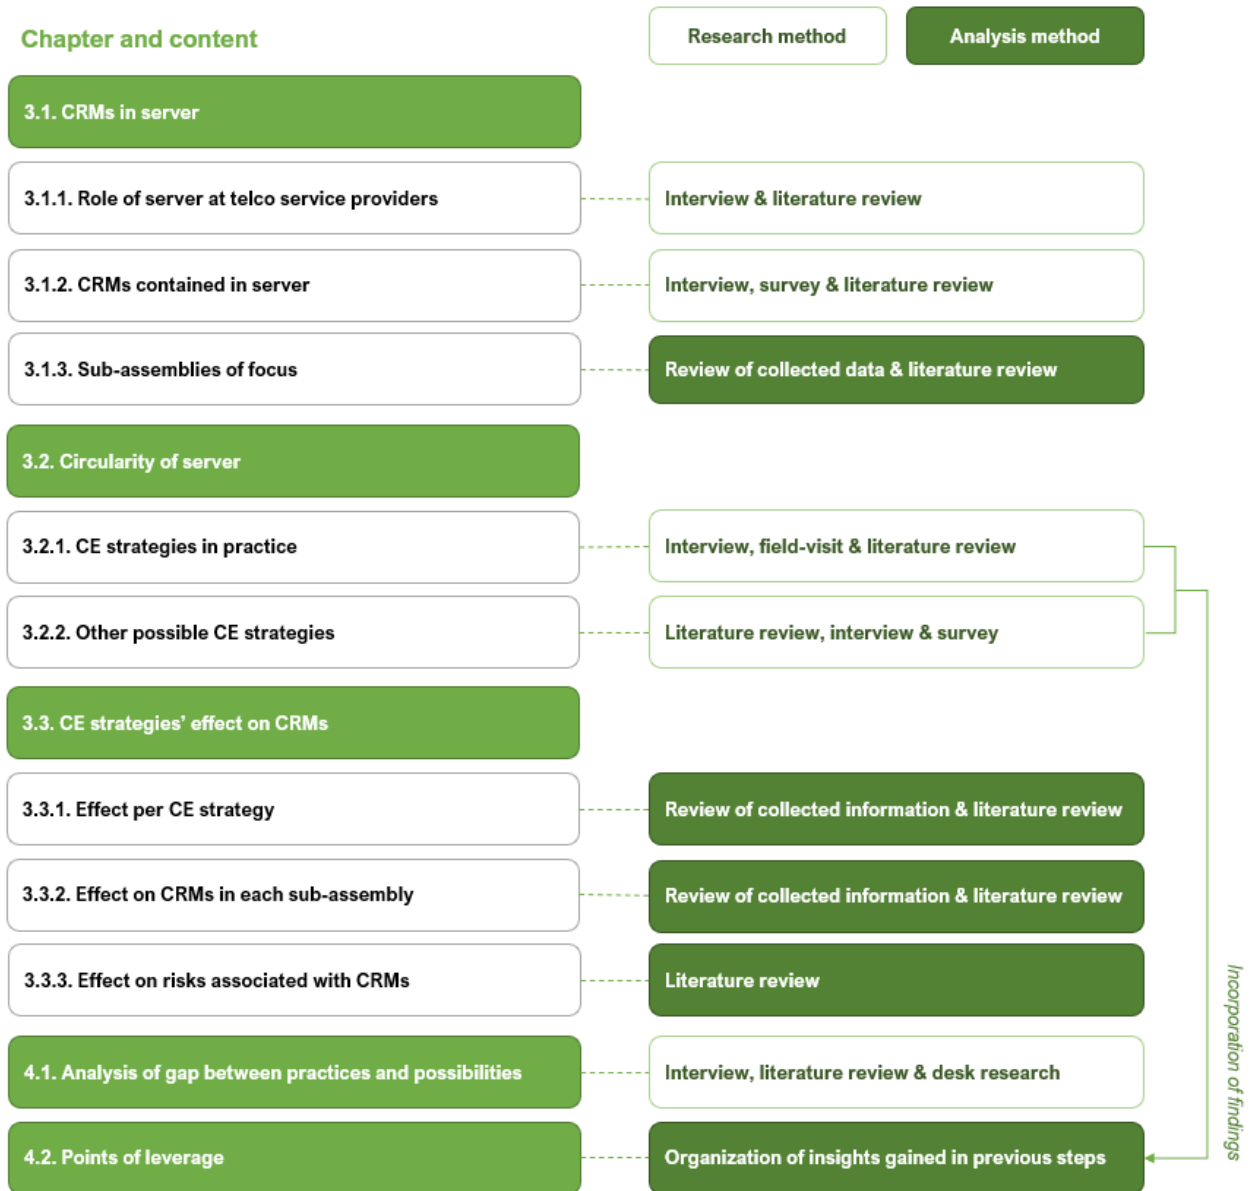 Chapter and content
Research method
Analysis method
3.1. CRMs in server
3.1.1. Role of server at telco service providers
Interview & literature review
3.1.2. CRMs contained in server
Interview, survey & literature review
3.1.3. Sub-assemblies of focus
Review of collected data & literature review
3.2. Circularity of server
3.2.1. CE strategies in practice
Interview, field-visit & literature review
3.2.2. Other possible CE strategies
Literature review, interview & survey
3.3. CE strategies’ effect on CRMs
3.3.1. Effect per CE strategy
Review of collected information & literature review
3.3.2. Effect on CRMs in each sub-assembly
Review of collected information & literature review
3.3.3. Effect on risks associated with CRMs
Literature review
4.1. Analysis of gap between practices and possibilities
Interview, literature review & desk research
4.2. Points of leverage
Organization of insights gained in previous steps
Incorporation of findings